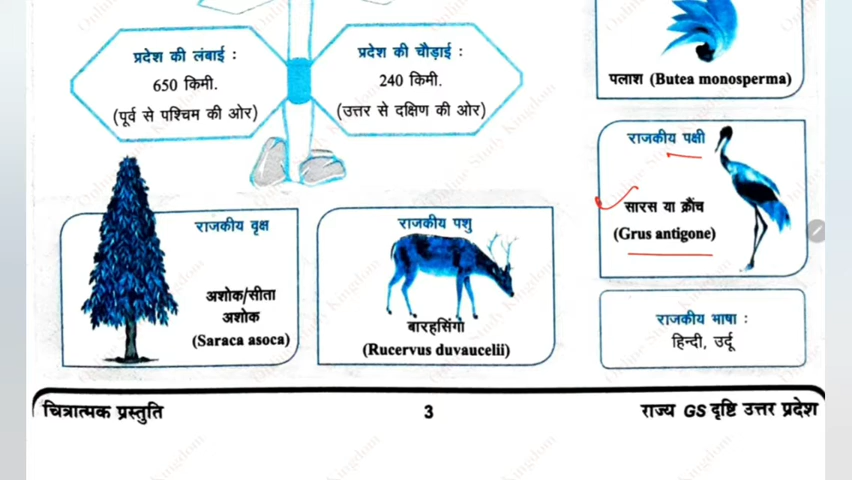 प्रदेश की लंबाई :
650 किमी.
(पूर्व से पश्चिम की ओर)
प्रदेश की चौड़ाई :
240 किमी.
(उत्तर से दक्षिण की ओर)
पलाश (Butea monosperma)
राजकीय पक्षी
सारस या क्रौंच
(Grus antigone)
राजकीय वृक्ष
अशोक/सीता
अशोक
(Saraca asoca)
राजकीय पशु
बारहसिंगा
(Rucervus duvaucelii)
राजकीय भाषा :
हिन्दी, उर्दू
चित्रात्मक प्रस्तुति
3
राज्य GS दृष्टि उत्तर प्रदेश